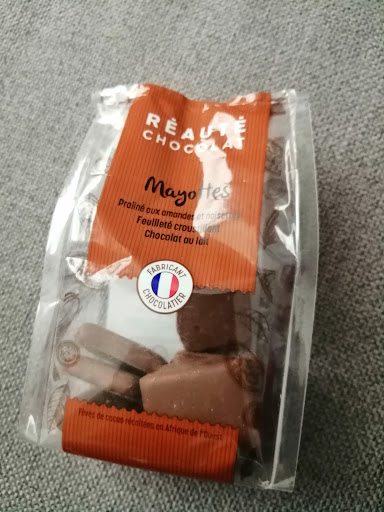 RÉAUTÉ
CHOCOLAT
Mayottes
Praliné aux amandes et noisettes
Feuilleté croustillant
Chocolat au lait
FABRICANT
CHOCOLATIER
Fèves de cacao récoltées en Afrique de l'Ouest